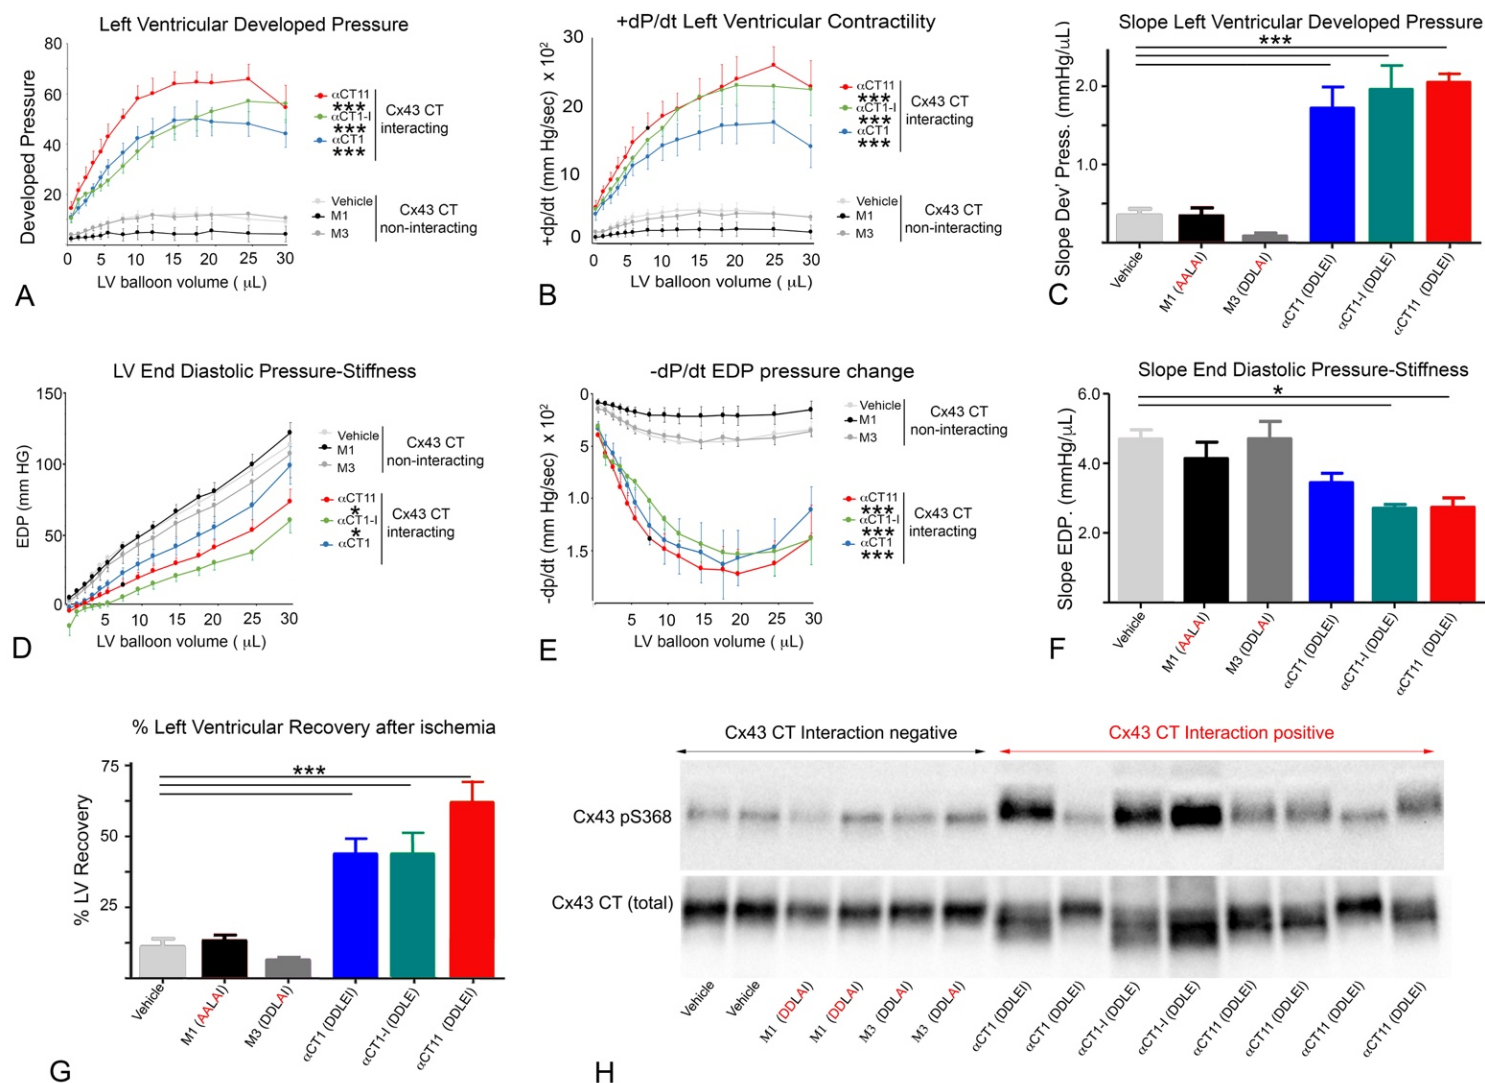 Left Ventricular Developed Pressure
80
60
40
20
0 5 10 15 20 25 30
Developed Pressure
LV balloon volume ( μL)
αCT11
***
αCT1-I
***
αCT1
***
Cx43 CT
interacting
Vehicle
M1
M3
Cx43 CT
non-interacting
A
+dP/dt Left Ventricular Contractility
30
20
10
0
0 5 10 15 20 25 30
+dp/dt (mm Hg/sec) x 10²
LV balloon volume ( μL)
αCT11
***
αCT1-I
***
αCT1
***
Cx43 CT
interacting
Vehicle
M1
M3
Cx43 CT
non-interacting
B
Slope Left Ventricular Developed Pressure
***
2.0
1.0
Slope Dev' Press. (mmHg/uL)
Vehicle
M1 (AALAI)
M3 (DDLAI)
αCT1 (DDLEI)
αCT1-I (DDLE)
αCT11 (DDLEI)
C
LV End Diastolic Pressure-Stiffness
150
100
50
0
5 10 15 20 25 30
EDP (mm HG)
LV balloon volume ( μL)
Vehicle
M1
M3
Cx43 CT
non-interacting
αCT11
*
αCT1-I
*
αCT1
Cx43 CT
interacting
D
-dP/dt EDP pressure change
0
5
1.0
1.5
5 10 15 20 25 30
-dp/dt (mm Hg/sec) x 10²
LV balloon volume ( μL)
Vehicle
M1
M3
Cx43 CT
non-interacting
αCT11
***
αCT1-I
***
αCT1
***
Cx43 CT
interacting
E
Slope End Diastolic Pressure-Stiffness
*
6.0
4.0
2.0
Slope EDP. (mmHg/μL)
Vehicle
M1 (AALAI)
M3 (DDLAI)
αCT1 (DDLEI)
αCT1-I (DDLE)
αCT11 (DDLEI)
F
% Left Ventricular Recovery after ischemia
***
75
50
25
% LV Recovery
Vehicle
M1 (AALAI)
M3 (DDLAI)
αCT1 (DDLEI)
αCT1-I (DDLE)
αCT11 (DDLEI)
G
Cx43 CT Interaction negative
Cx43 CT Interaction positive
Cx43 pS368
Cx43 CT (total)
Vehicle
Vehicle
M1 (DDLAI)
M1 (DDLAI)
M3 (DDLAI)
M3 (DDLAI)
αCT1 (DDLEI)
αCT1 (DDLEI)
αCT1-I (DDLE)
αCT1-I (DDLE)
αCT11 (DDLEI)
αCT11 (DDLEI)
αCT11 (DDLEI)
αCT11 (DDLEI)
H